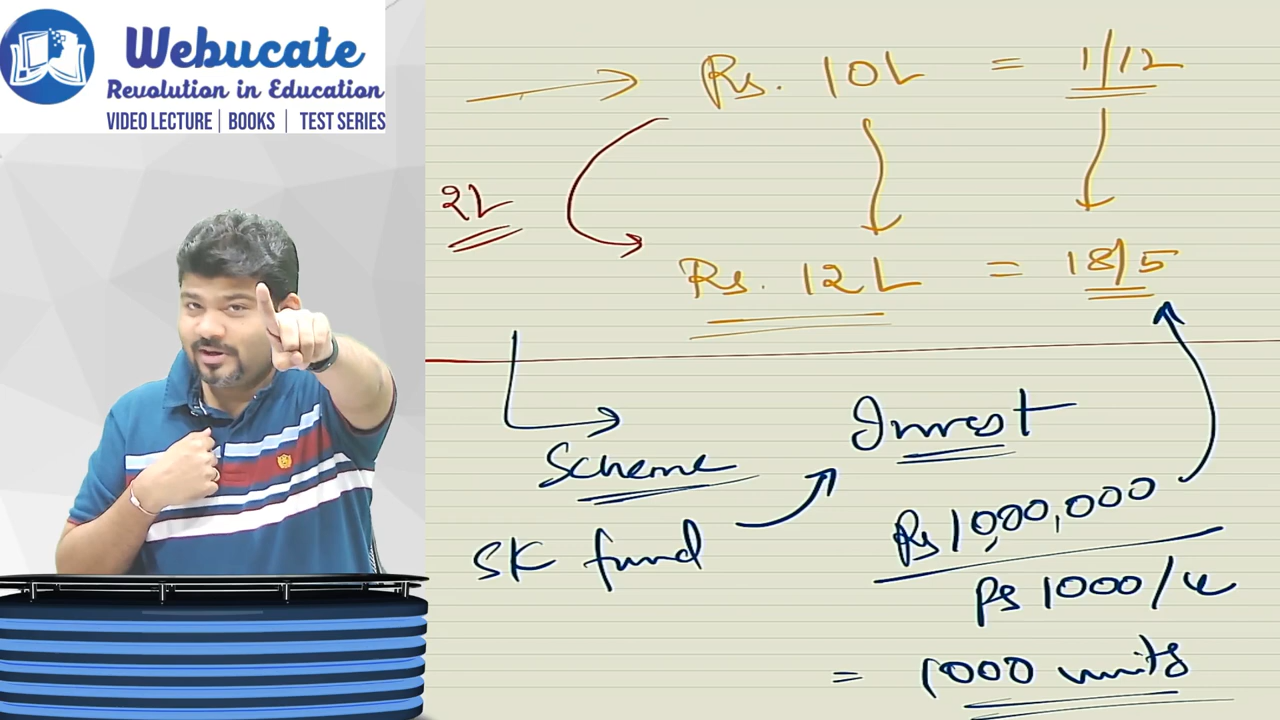 Webucate
Revolution in Education
VIDEO LECTURE | BOOKS | TEST SERIES
Rs. 10L = 1/12
2L
Rs. 12L = 18/5
Scheme
Invest
SK fund
Rs 1,000,000
Rs 1000/u
= 1000 units